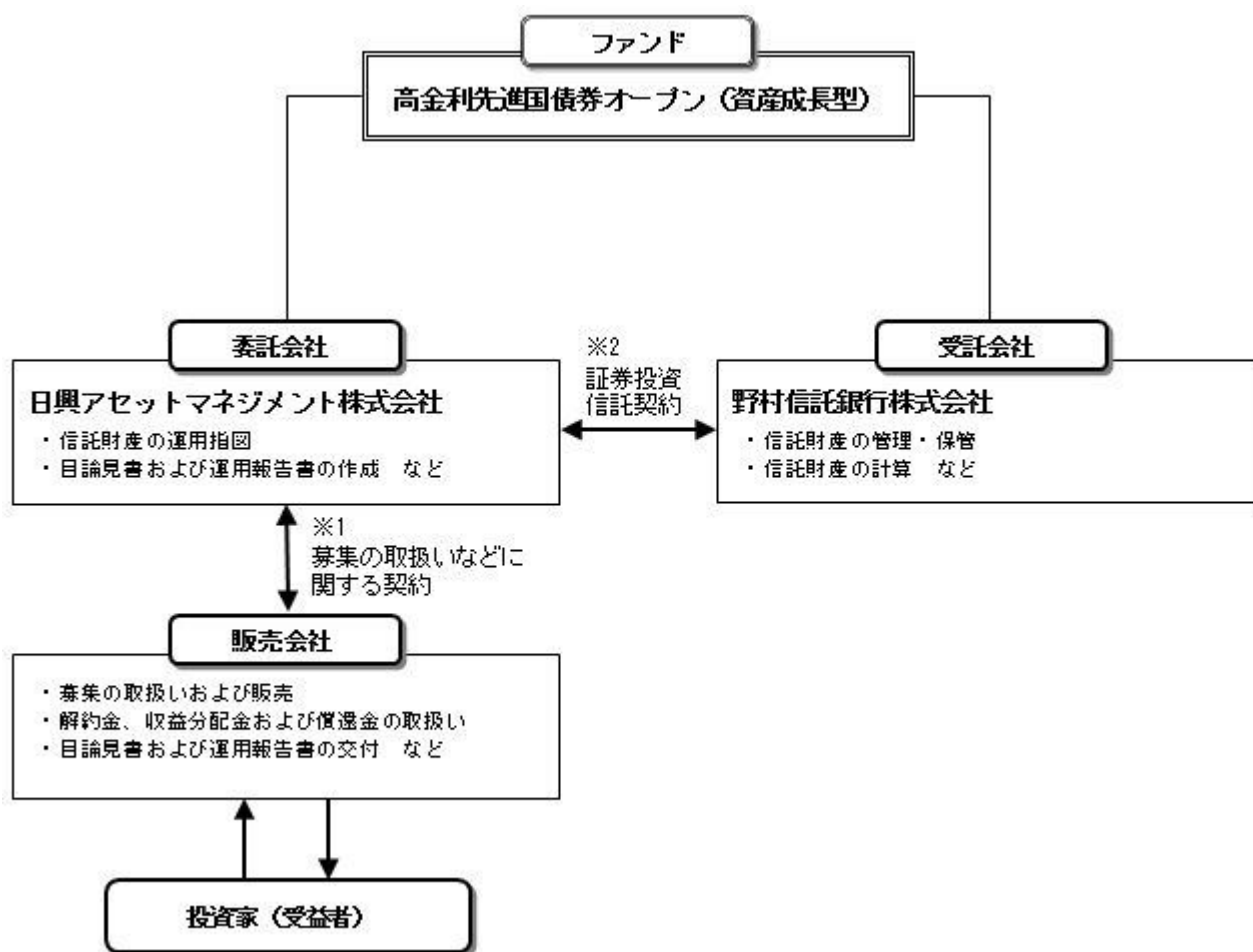 ファンド
高金利先進国債券オープン（資産成長型）
委託会社
日興アセットマネジメント株式会社
・信託財産の運用指図
・目論見書および運用報告書の作成　など
※2
証券投資
信託契約
受託会社
野村信託銀行株式会社
・信託財産の管理・保管
・信託財産の計算　など
※1
募集の取扱いなどに
関する契約
販売会社
・募集の取扱いおよび販売
・解約金、収益分配金および償還金の取扱い
・目論見書および運用報告書の交付　など
投資家（受益者）